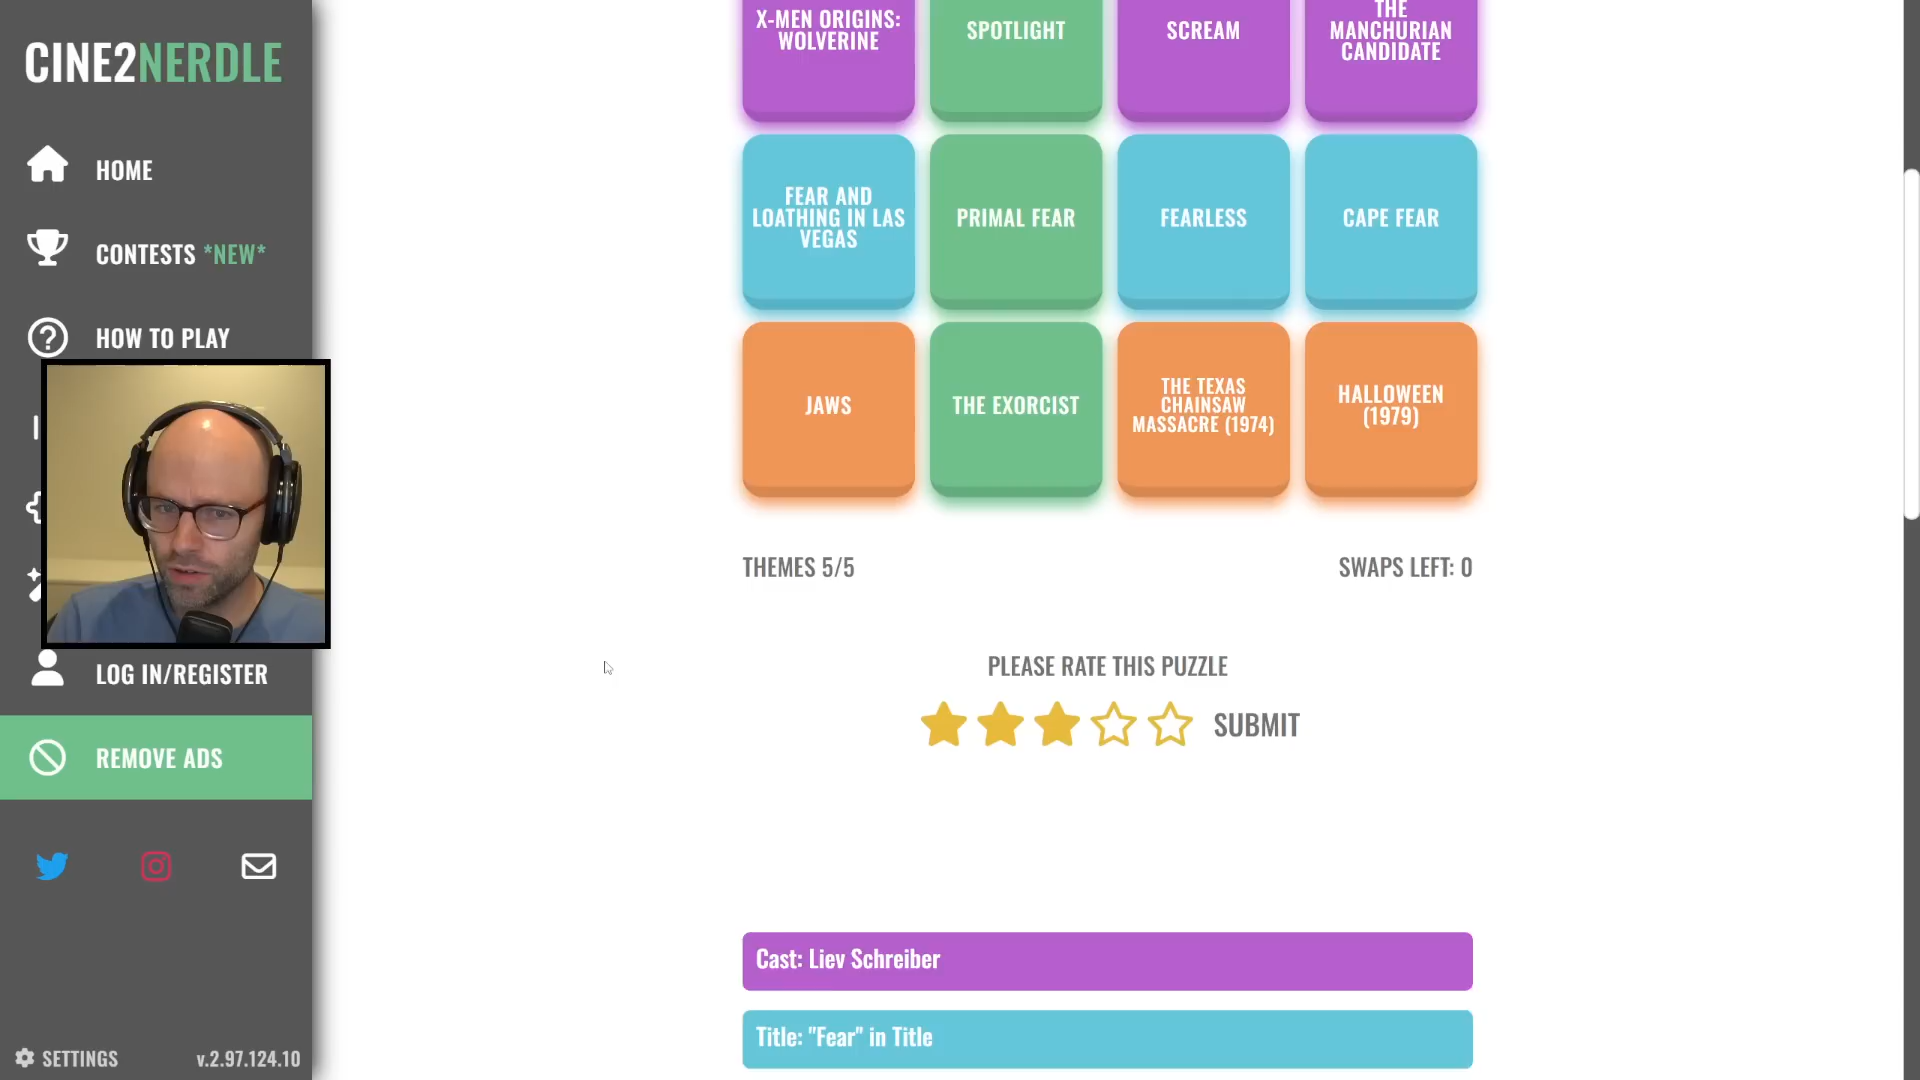 CINE2NERDLE
HOME
CONTESTS *NEW*
HOW TO PLAY
LOG IN/REGISTER
REMOVE ADS
SETTINGS
v.2.97.124.10
X-MEN ORIGINS:
WOLVERINE
SPOTLIGHT
SCREAM
THE
MANCHURIAN
CANDIDATE
FEAR AND
LOATHING IN LAS
VEGAS
PRIMAL FEAR
FEARLESS
CAPE FEAR
JAWS
THE EXORCIST
THE TEXAS
CHAINSAW
MASSACRE (1974)
HALLOWEEN
(1979)
THEMES 5/5
SWAPS LEFT: 0
PLEASE RATE THIS PUZZLE
SUBMIT
Cast: Liev Schreiber
Title: "Fear" in Title